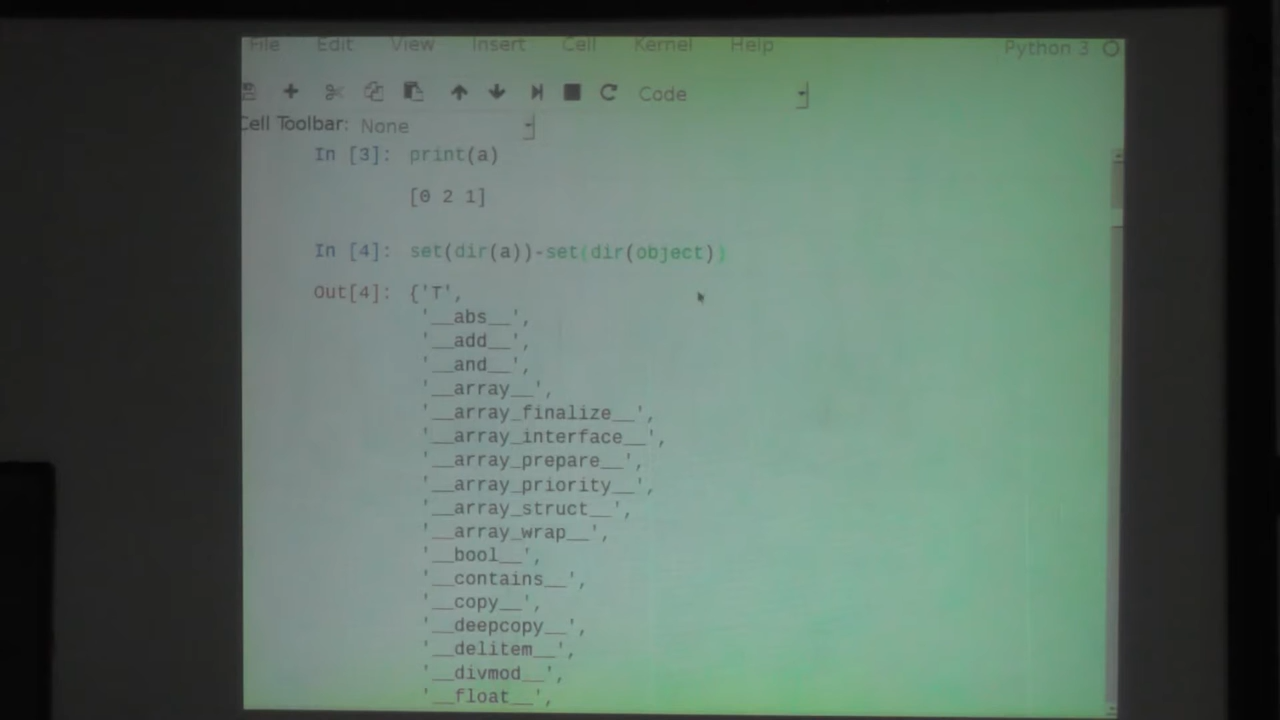 File Edit View Insert Cell Kernel Help Python 3
Code
Cell Toolbar: None
In [3]: print(a)
[0 2 1]
In [4]: set(dir(a))-set(dir(object))
Out[4]: {'T',
'__abs__',
'__add__',
'__and__',
'__array__',
'__array_finalize__',
'__array_interface__',
'__array_prepare__',
'__array_priority__',
'__array_struct__',
'__array_wrap__',
'__bool__',
'__contains__',
'__copy__',
'__deepcopy__',
'__delitem__',
'__divmod__',
'__float__',